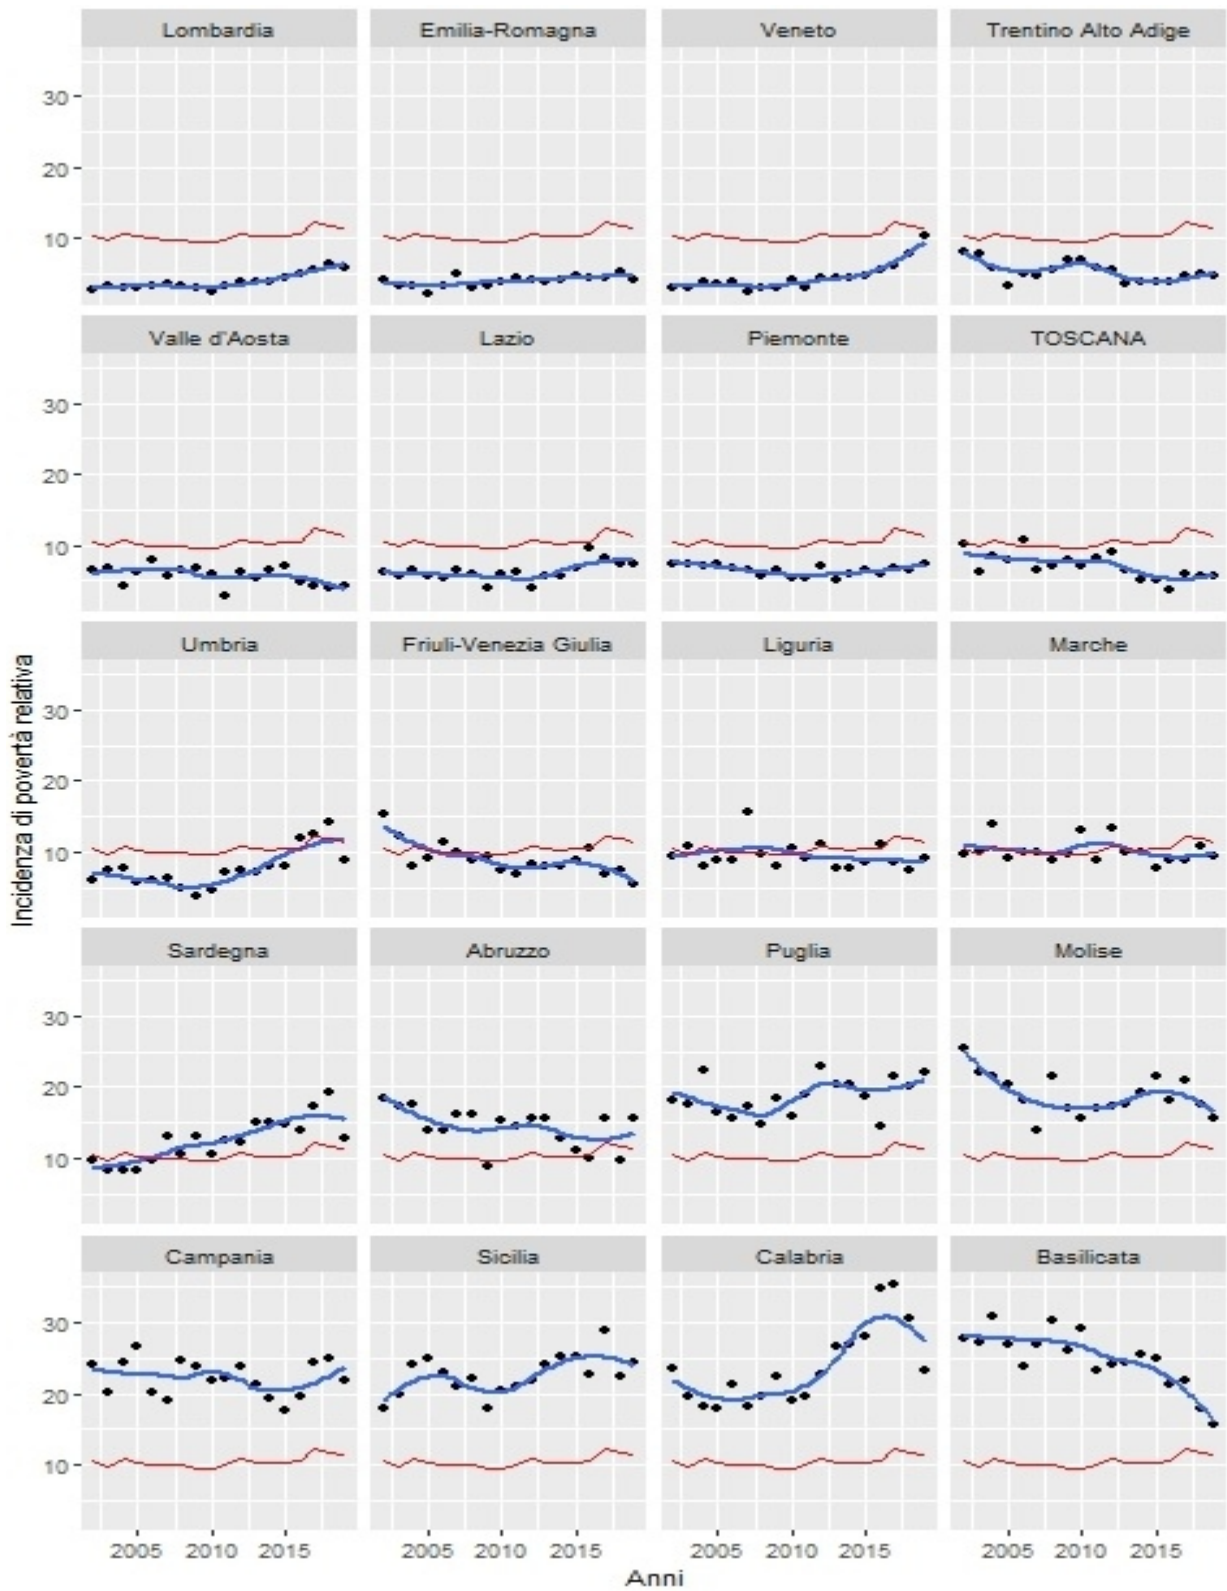 Lombardia Emilia-Romagna Veneto Trentino Alto Adige
30
20
10
Valle d'Aosta Lazio Piemonte TOSCANA
30
20
10
Umbria Friuli-Venezia Giulia Liguria Marche
30
20
10
Incidenza di povertà relativa
Sardegna Abruzzo Puglia Molise
30
20
10
Campania Sicilia Calabria Basilicata
30
20
10
2005 2010 2015 2005 2010 2015 2005 2010 2015 2005 2010 2015
Anni